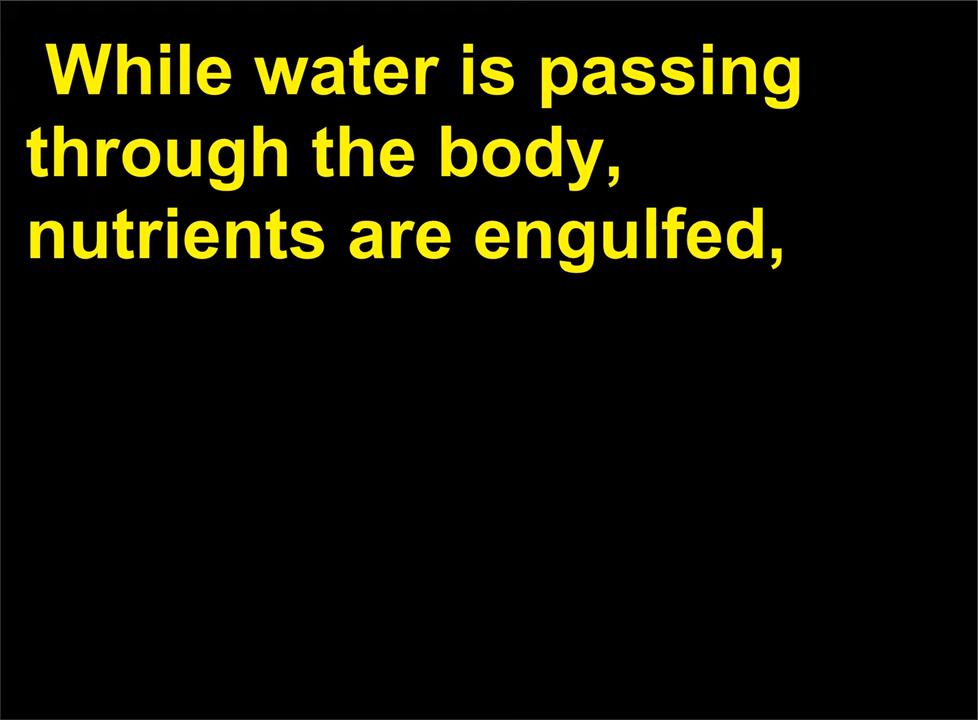 While water is passing
through the body,
nutrients are engulfed,